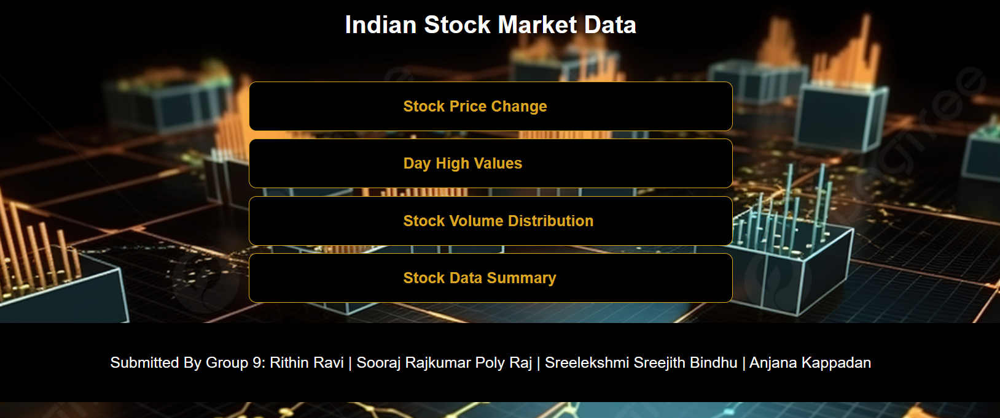 Indian Stock Market Data
Stock Price Change
Day High Values
Stock Volume Distribution
Stock Data Summary
Submitted By Group 9: Rithin Ravi | Sooraj Rajkumar Poly Raj | Sreelekshmi Sreejith Bindhu | Anjana Kappadan
pngtree